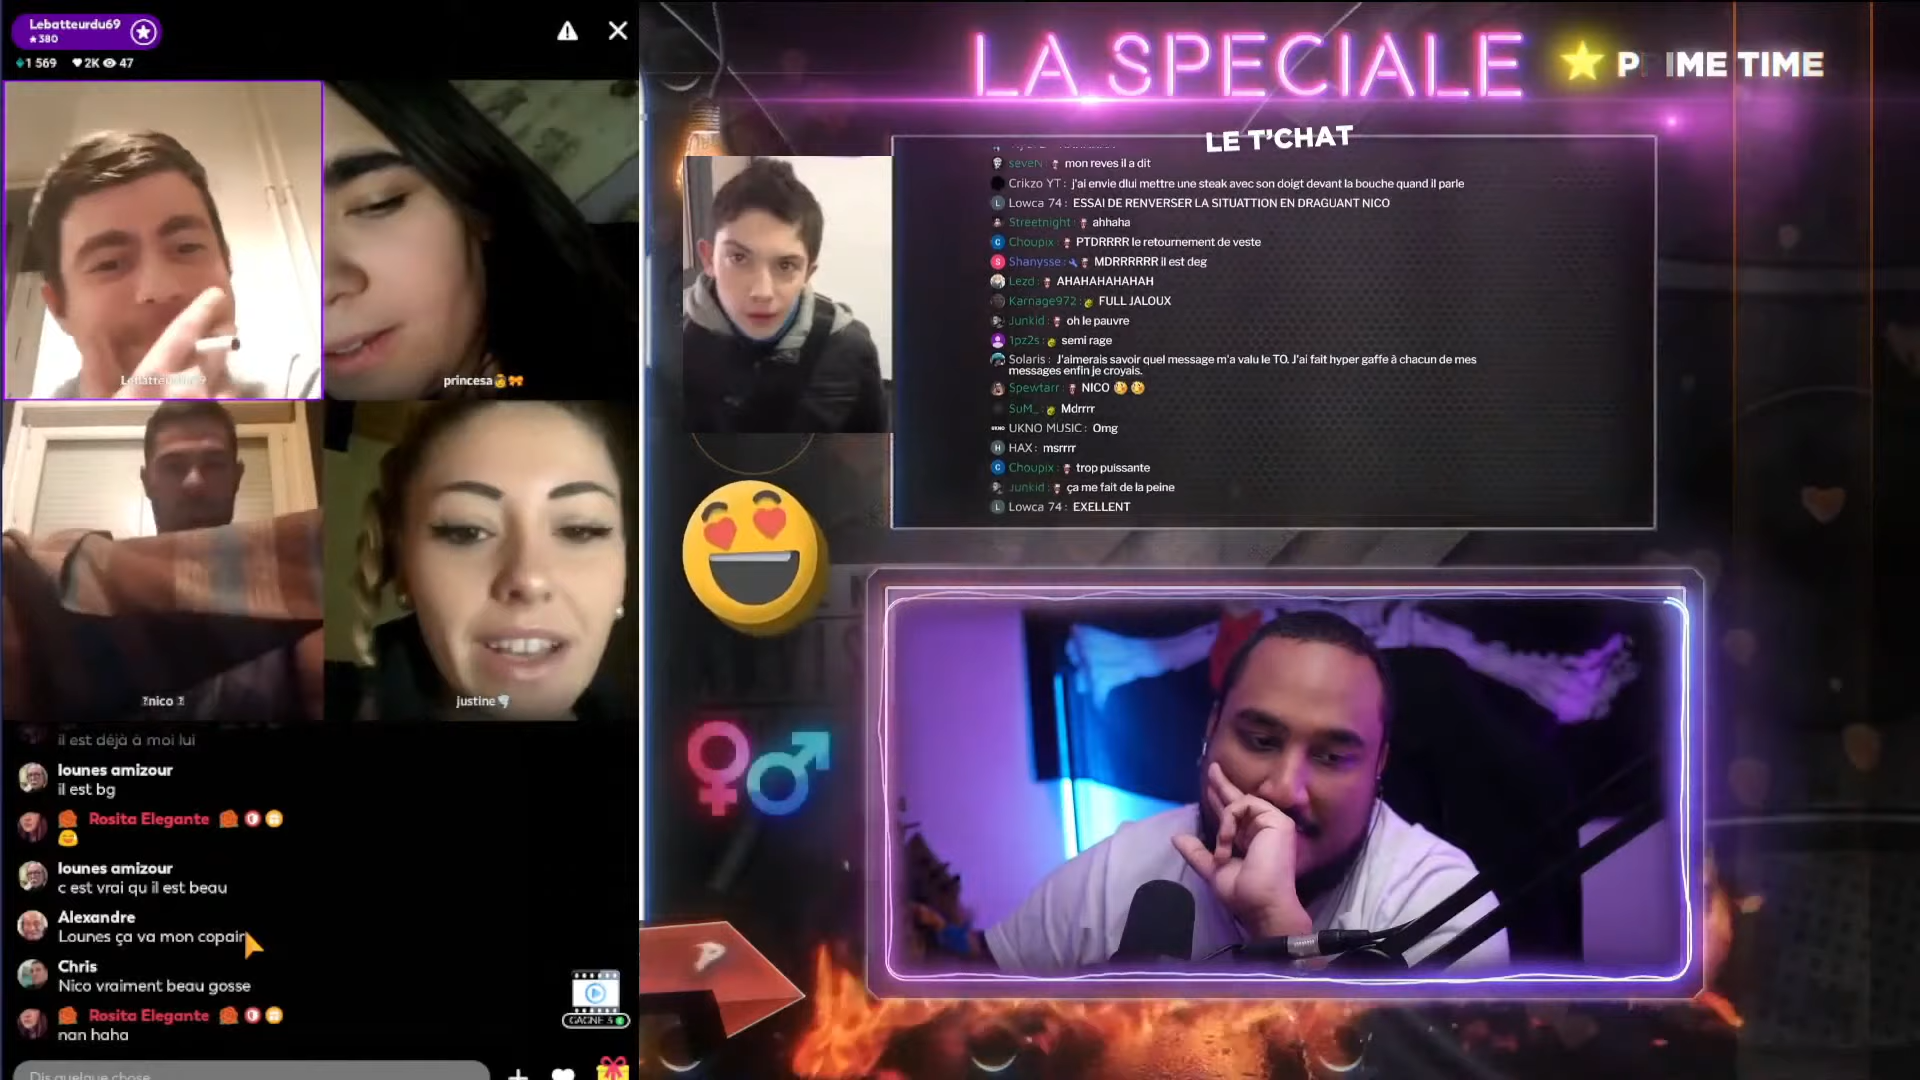 Lebatteurdu69
★380
1 569 ♥2K 47
princesa
nico
justine
il est déjà à moi lui
lounes amizour
il est bg
Rosita Elegante
lounes amizour
c est vrai qu il est beau
Alexandre
Lounes ça va mon copain
Chris
Nico vraiment beau gosse
Rosita Elegante
nan haha
GAGNE 5
Dis quelque chose
LA SPECIALE
PRIME TIME
LE T'CHAT
seveN : mon reves il a dit
Crikzo YT : j'ai envie dlui mettre une steak avec son doigt devant la bouche quand il parle
Lowca 74 : ESSAI DE RENVERSER LA SITUATTION EN DRAGUANT NICO
Streetnight : ahhaha
Choupix : PTDRRRR le retournement de veste
Shanysse : MDRRRRRR il est deg
Lezd : AHAHAHAHAHAH
Karnage972 : FULL JALOUX
Junkid : oh le pauvre
1pz2s : semi rage
Solaris : J'aimerais savoir quel message m'a valu le TO. J'ai fait hyper gaffe à chacun de mes
messages enfin je croyais.
Spewtarr : NICO
SuM_ : Mdrrr
UKNO MUSIC : Omg
HAX : msrrrr
Choupix : trop puissante
Junkid : ça me fait de la peine
Lowca 74 : EXELLENT
P